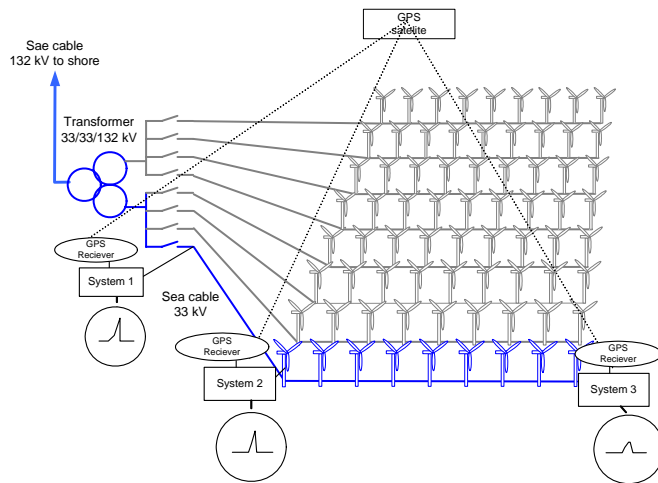 GPS
satelite
Sae cable
132 kV to shore
Transformer
33/33/132 kV
GPS
Reciever
System 1
Sea cable
33 kV
GPS
Reciever
System 2
GPS
Reciever
System 3